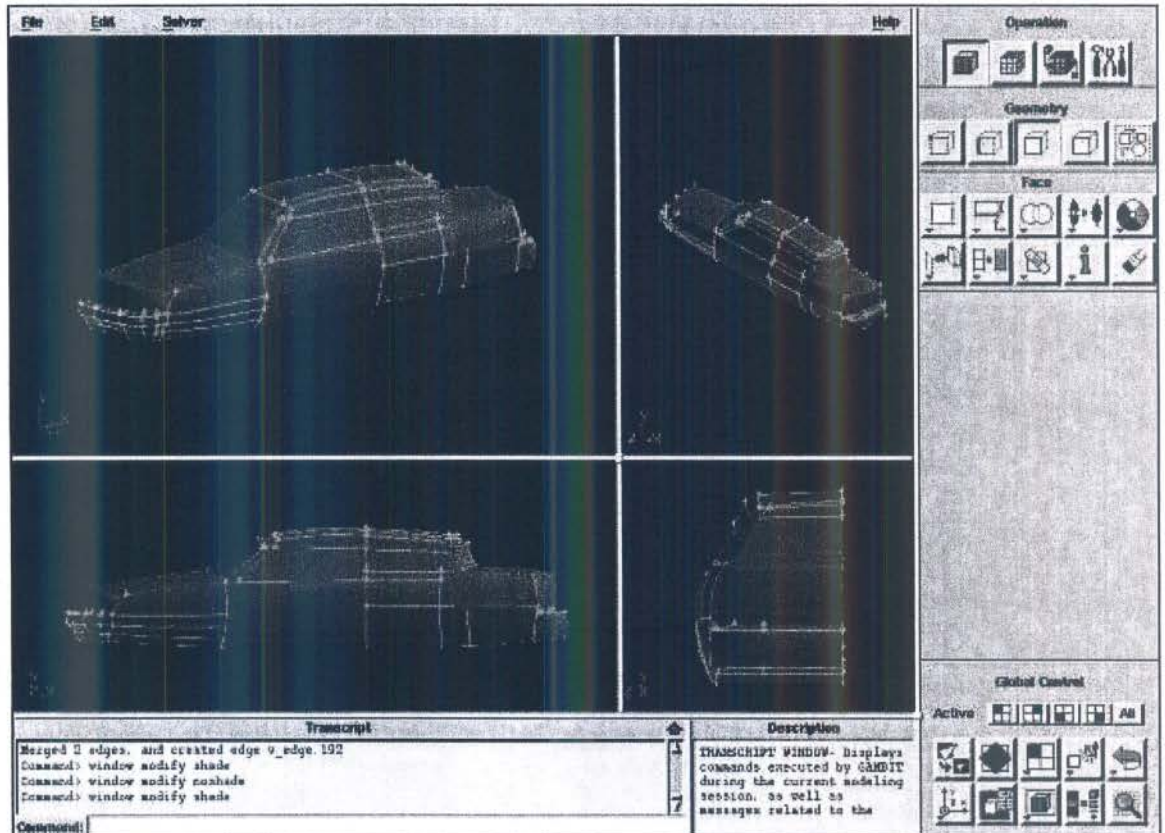 File Edit Solver Help
Operation
Geometry
Face
Global Control
Active All
Transcript
Merged 2 edges, and created edge v_edge.192
Command> window modify shade
Command> window modify noshade
Command> window modify shade
Command:
Description
TRANSCRIPT WINDOW- Displays
commands executed by GAMBIT
during the current modeling
session, as well as
messages related to the